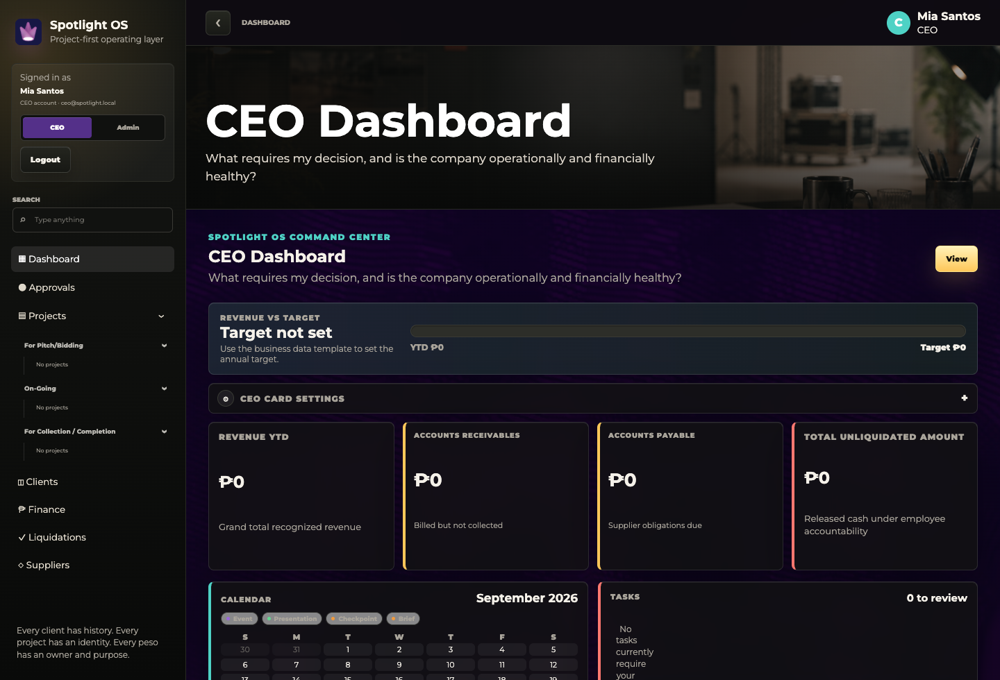 Spotlight OS
Project-first operating layer
Signed in as
Mia Santos
CEO account · ceo@spotlight.local
CEO
Admin
Logout
SEARCH
Type anything
Dashboard
Approvals
Projects
For Pitch/Bidding
No projects
On-Going
No projects
For Collection / Completion
No projects
Clients
₱ Finance
Liquidations
Suppliers
Every client has history. Every
project has an identity. Every peso
has an owner and purpose.
DASHBOARD
C
Mia Santos
CEO
CEO Dashboard
What requires my decision, and is the company operationally and financially
healthy?
SPOTLIGHT OS COMMAND CENTER
CEO Dashboard
What requires my decision, and is the company operationally and financially healthy?
View
REVENUE VS TARGET
Target not set
Use the business data template to set the
annual target.
YTD ₱0
Target ₱0
CEO CARD SETTINGS
+
REVENUE YTD
₱0
Grand total recognized revenue
ACCOUNTS RECEIVABLES
₱0
Billed but not collected
ACCOUNTS PAYABLE
₱0
Supplier obligations due
TOTAL UNLIQUIDATED AMOUNT
₱0
Released cash under employee
accountability
CALENDAR
September 2026
Event
Presentation
Checkpoint
Brief
S M T W T F S
30 31 1 2 3 4 5
6 7 8 9 10 11 12
13 14 15 16 17 18 19
TASKS
0 to review
No
tasks
currently
require
your